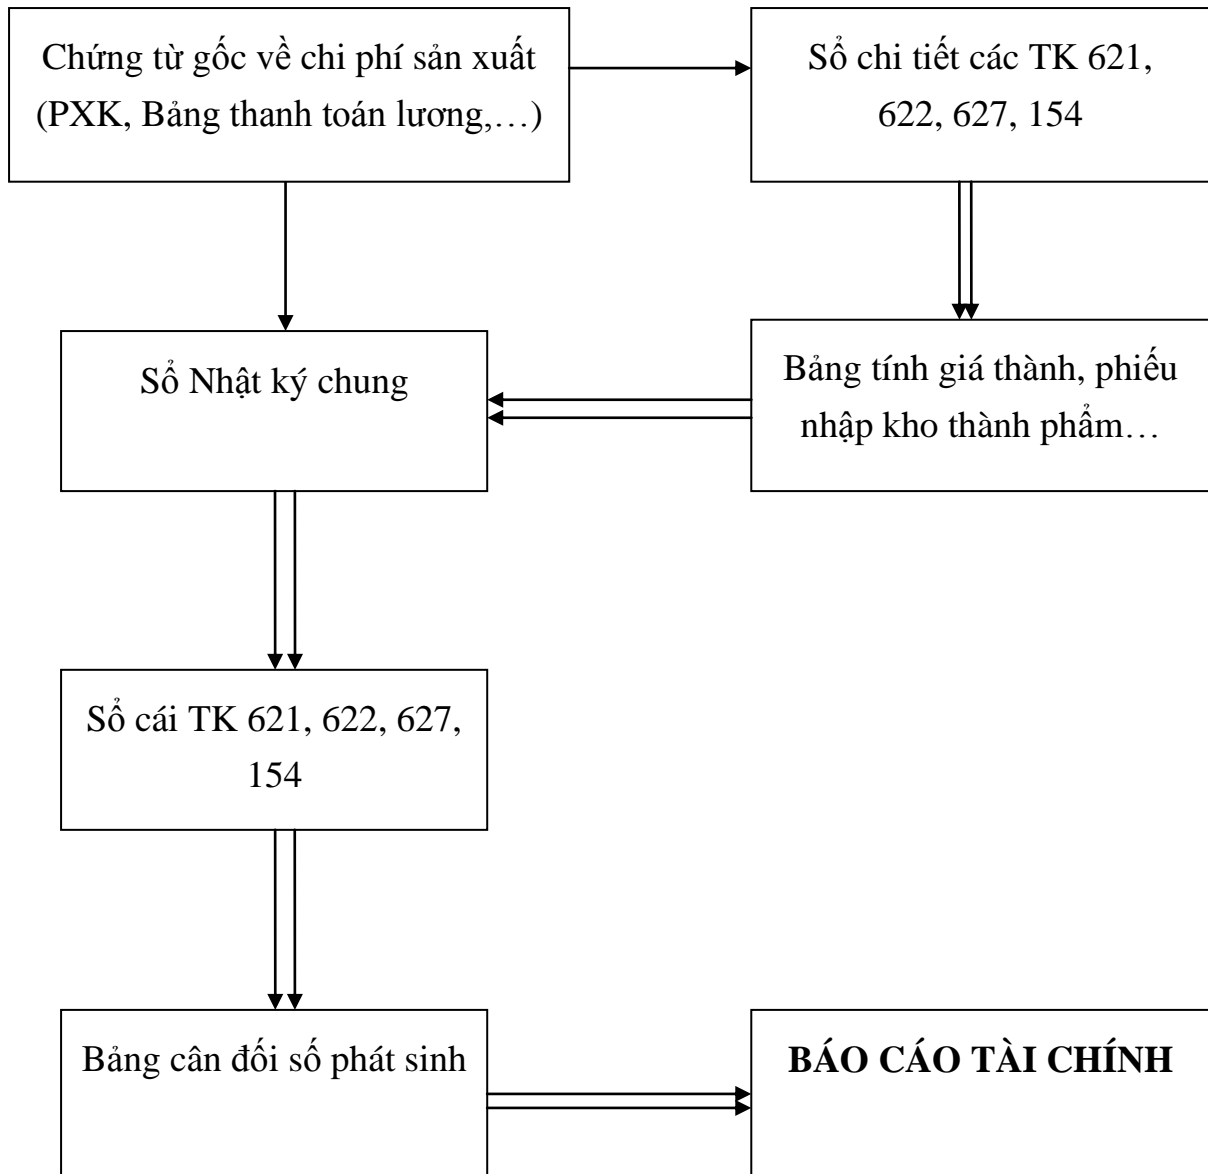 Chứng từ gốc về chi phí sản xuất
(PXK, Bảng thanh toán lương,…)
Sổ chi tiết các TK 621,
622, 627, 154
Sổ Nhật ký chung
Bảng tính giá thành, phiếu
nhập kho thành phẩm…
Sổ cái TK 621, 622, 627,
154
Bảng cân đối số phát sinh
BÁO CÁO TÀI CHÍNH